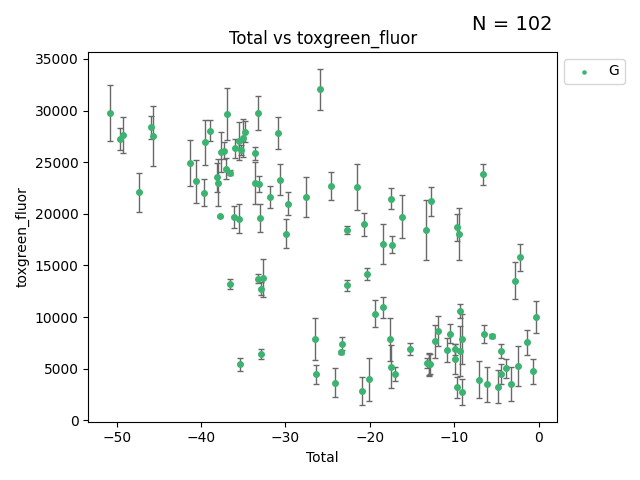 N = 102
Total vs toxgreen_fluor
G
toxgreen_fluor
35000
30000
25000
20000
15000
10000
5000
0
−50 −40 −30 −20 −10 0
Total